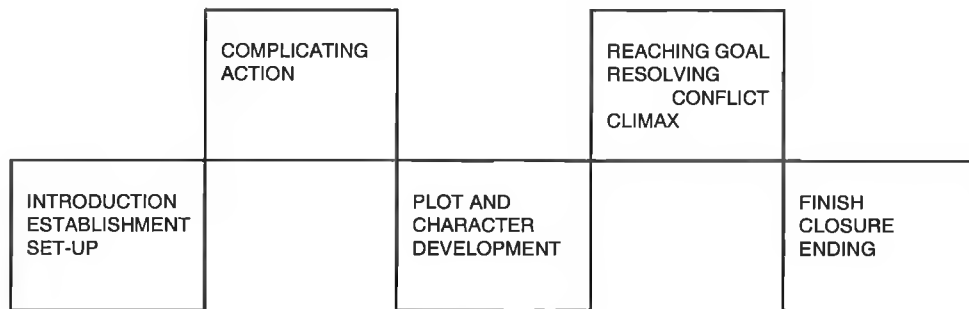 INTRODUCTION
ESTABLISHMENT
SET-UP
COMPLICATING
ACTION
PLOT AND
CHARACTER
DEVELOPMENT
REACHING GOAL
RESOLVING
CONFLICT
CLIMAX
FINISH
CLOSURE
ENDING